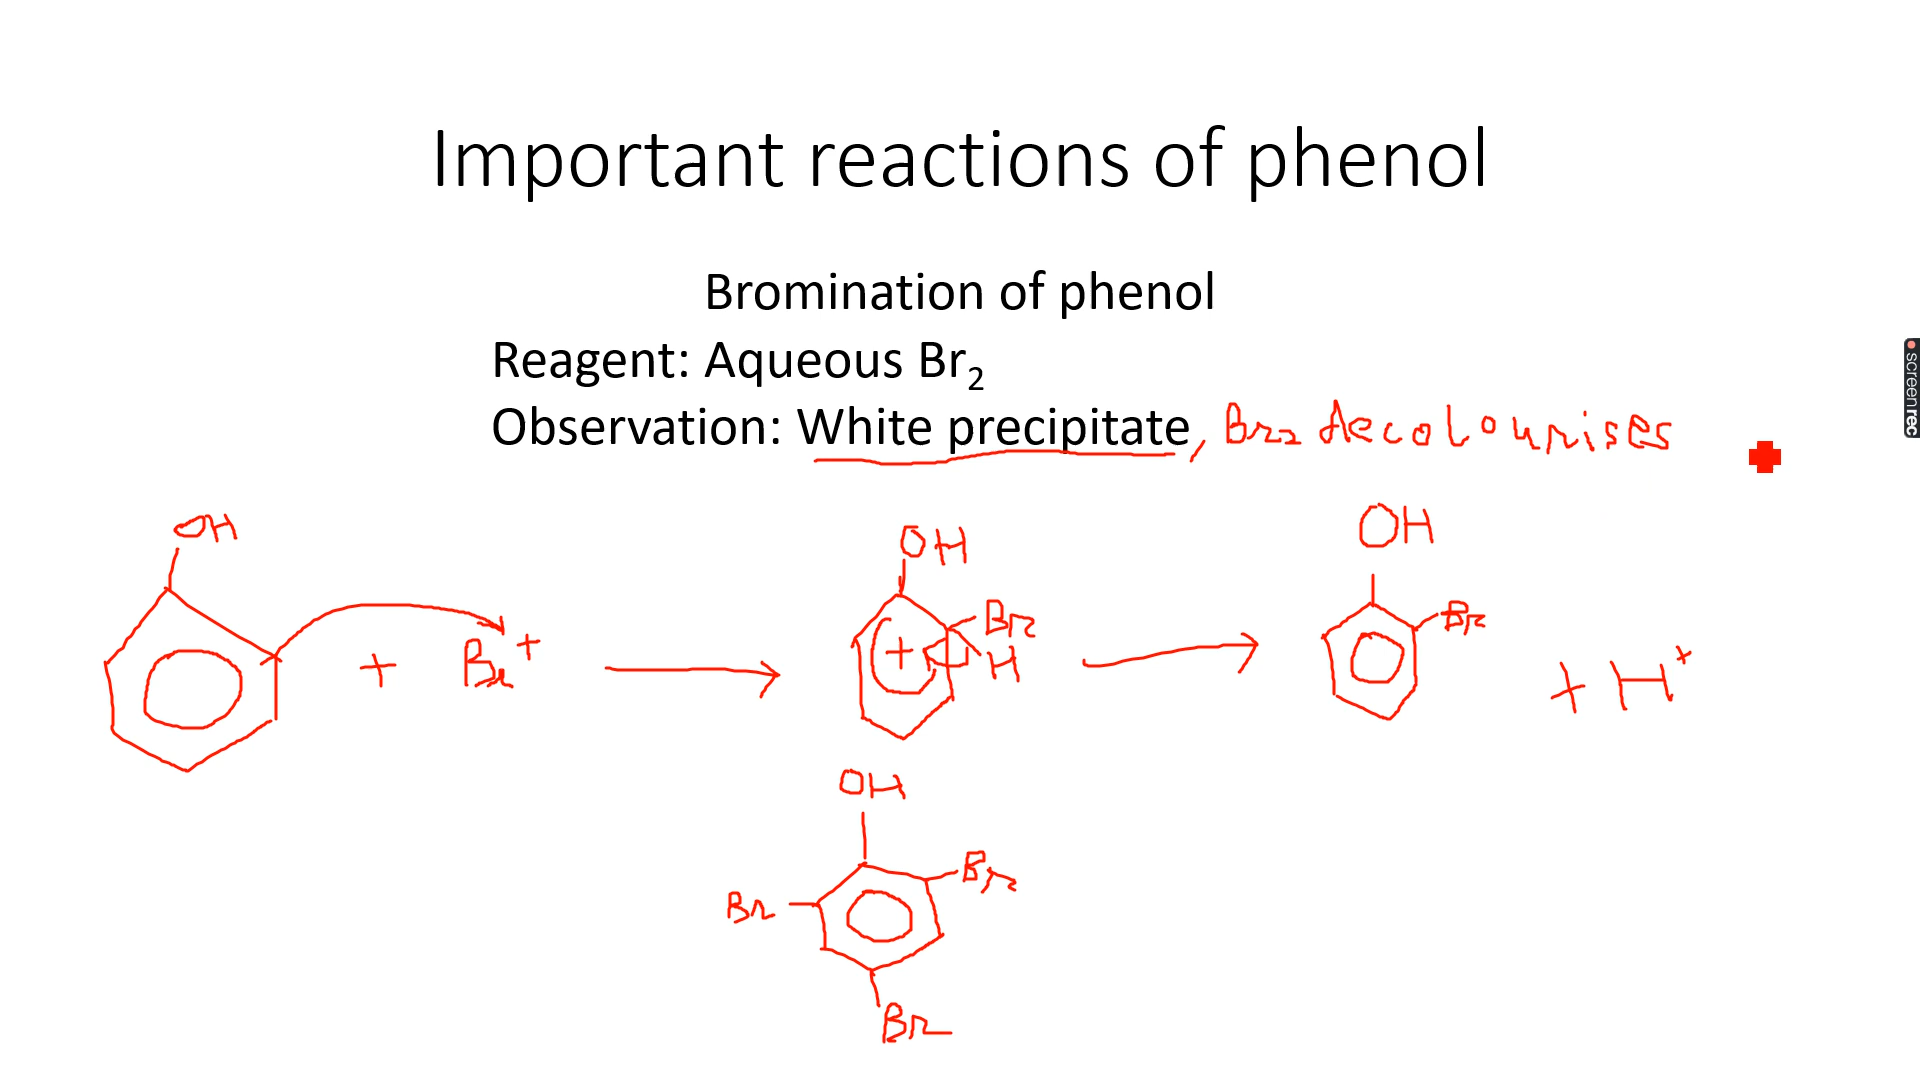 Important reactions of phenol
Bromination of phenol
Reagent: Aqueous Br₂
Observation: White precipitate, Br₂ decolourises
OH
+ Br⁺
OH
+
Br
H
OH
Br
+ H⁺
OH
Br
Br
Br
screenrec